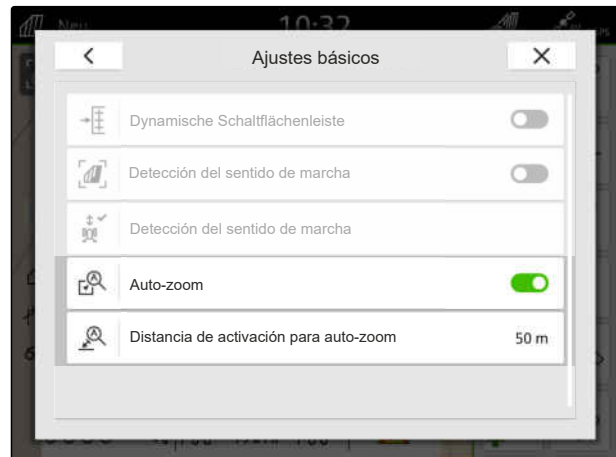 Neu 10:32
Ajustes básicos
Dynamische Schaltflächenleiste
Detección del sentido de marcha
Detección del sentido de marcha
Auto-zoom
Distancia de activación para auto-zoom 50 m